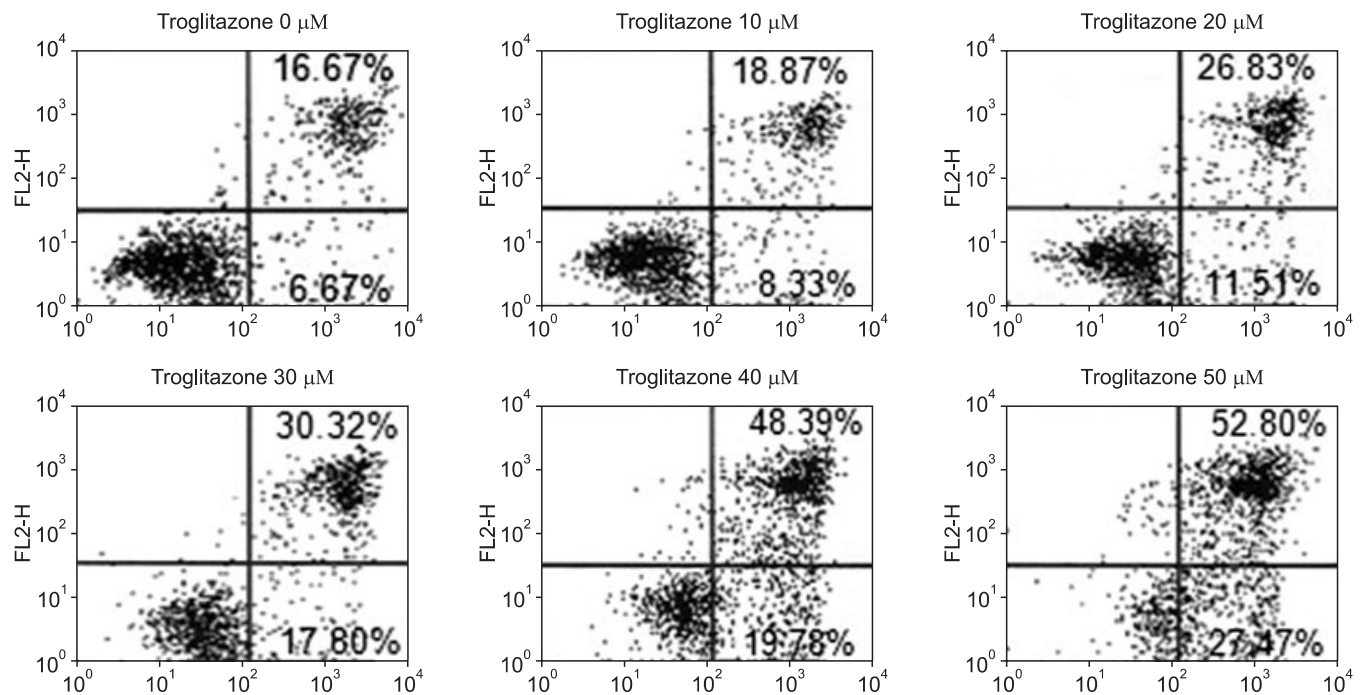 Troglitazone 0 μM
10⁴
16.67%
10³
FL2-H
10²
10¹
6.67%
10⁰
10⁰ 10¹ 10² 10³ 10⁴
Troglitazone 10 μM
10⁴
18.87%
10³
FL2-H
10²
10¹
8.33%
10⁰
10⁰ 10¹ 10² 10³ 10⁴
Troglitazone 20 μM
10⁴
26.83%
10³
FL2-H
10²
10¹
11.51%
10⁰
10⁰ 10¹ 10² 10³ 10⁴
Troglitazone 30 μM
10⁴
30.32%
10³
FL2-H
10²
10¹
17.80%
10⁰
10⁰ 10¹ 10² 10³ 10⁴
Troglitazone 40 μM
10⁴
48.39%
10³
FL2-H
10²
10¹
19.78%
10⁰
10⁰ 10¹ 10² 10³ 10⁴
Troglitazone 50 μM
10⁴
52.80%
10³
FL2-H
10²
10¹
27.47%
10⁰
10⁰ 10¹ 10² 10³ 10⁴